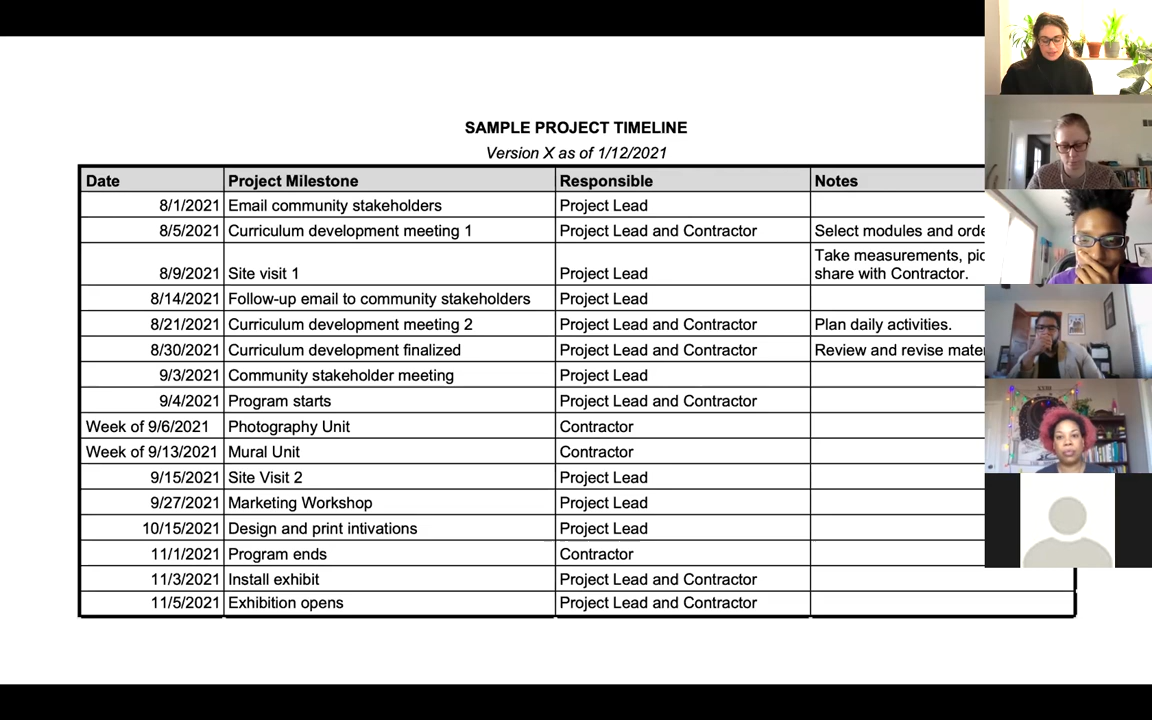 SAMPLE PROJECT TIMELINE
Version X as of 1/12/2021
Date Project Milestone Responsible Notes
8/1/2021 Email community stakeholders Project Lead
8/5/2021 Curriculum development meeting 1 Project Lead and Contractor Select modules and
8/9/2021 Site visit 1 Project Lead Take measurements,
share with Contractor.
8/14/2021 Follow-up email to community stakeholders Project Lead
8/21/2021 Curriculum development meeting 2 Project Lead and Contractor Plan daily activities.
8/30/2021 Curriculum development finalized Project Lead and Contractor Review and revise
9/3/2021 Community stakeholder meeting Project Lead
9/4/2021 Program starts Project Lead and Contractor
Week of 9/6/2021 Photography Unit Contractor
Week of 9/13/2021 Mural Unit Contractor
9/15/2021 Site Visit 2 Project Lead
9/27/2021 Marketing Workshop Project Lead
10/15/2021 Design and print intivations Project Lead
11/1/2021 Program ends Contractor
11/3/2021 Install exhibit Project Lead and Contractor
11/5/2021 Exhibition opens Project Lead and Contractor